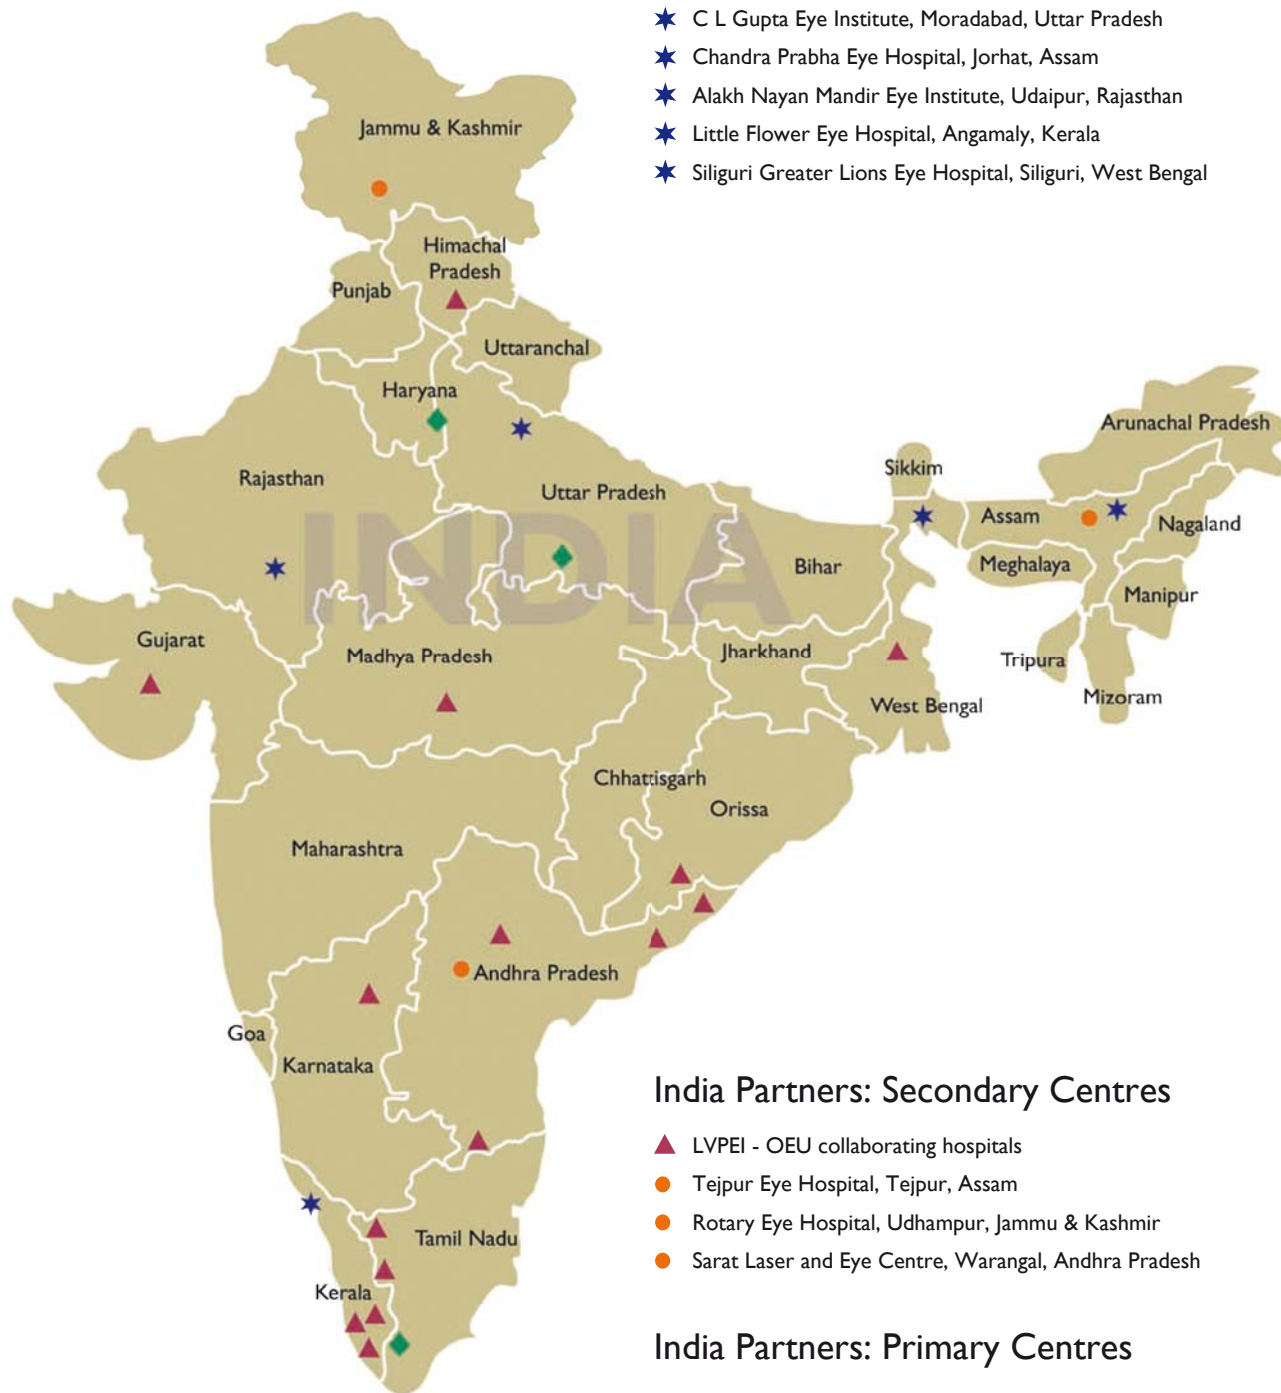 C L Gupta Eye Institute, Moradabad, Uttar Pradesh
Chandra Prabha Eye Hospital, Jorhat, Assam
Alakh Nayan Mandir Eye Institute, Udaipur, Rajasthan
Little Flower Eye Hospital, Angamaly, Kerala
Siliguri Greater Lions Eye Hospital, Siliguri, West Bengal
Jammu & Kashmir
Himachal
Pradesh
Punjab
Uttaranchal
Haryana
Arunachal Pradesh
Sikkim
Rajasthan
Uttar Pradesh
Assam
Nagaland
INDIA
Bihar
Meghalaya
Manipur
Gujarat
Madhya Pradesh
Jharkhand
Tripura
Mizoram
West Bengal
Chhattisgarh
Orissa
Maharashtra
Andhra Pradesh
Goa
Karnataka
Tamil Nadu
Kerala
India Partners: Secondary Centres
LVPEI - OEU collaborating hospitals
Tejpur Eye Hospital, Tejpur, Assam
Rotary Eye Hospital, Udhampur, Jammu & Kashmir
Sarat Laser and Eye Centre, Warangal, Andhra Pradesh
India Partners: Primary Centres